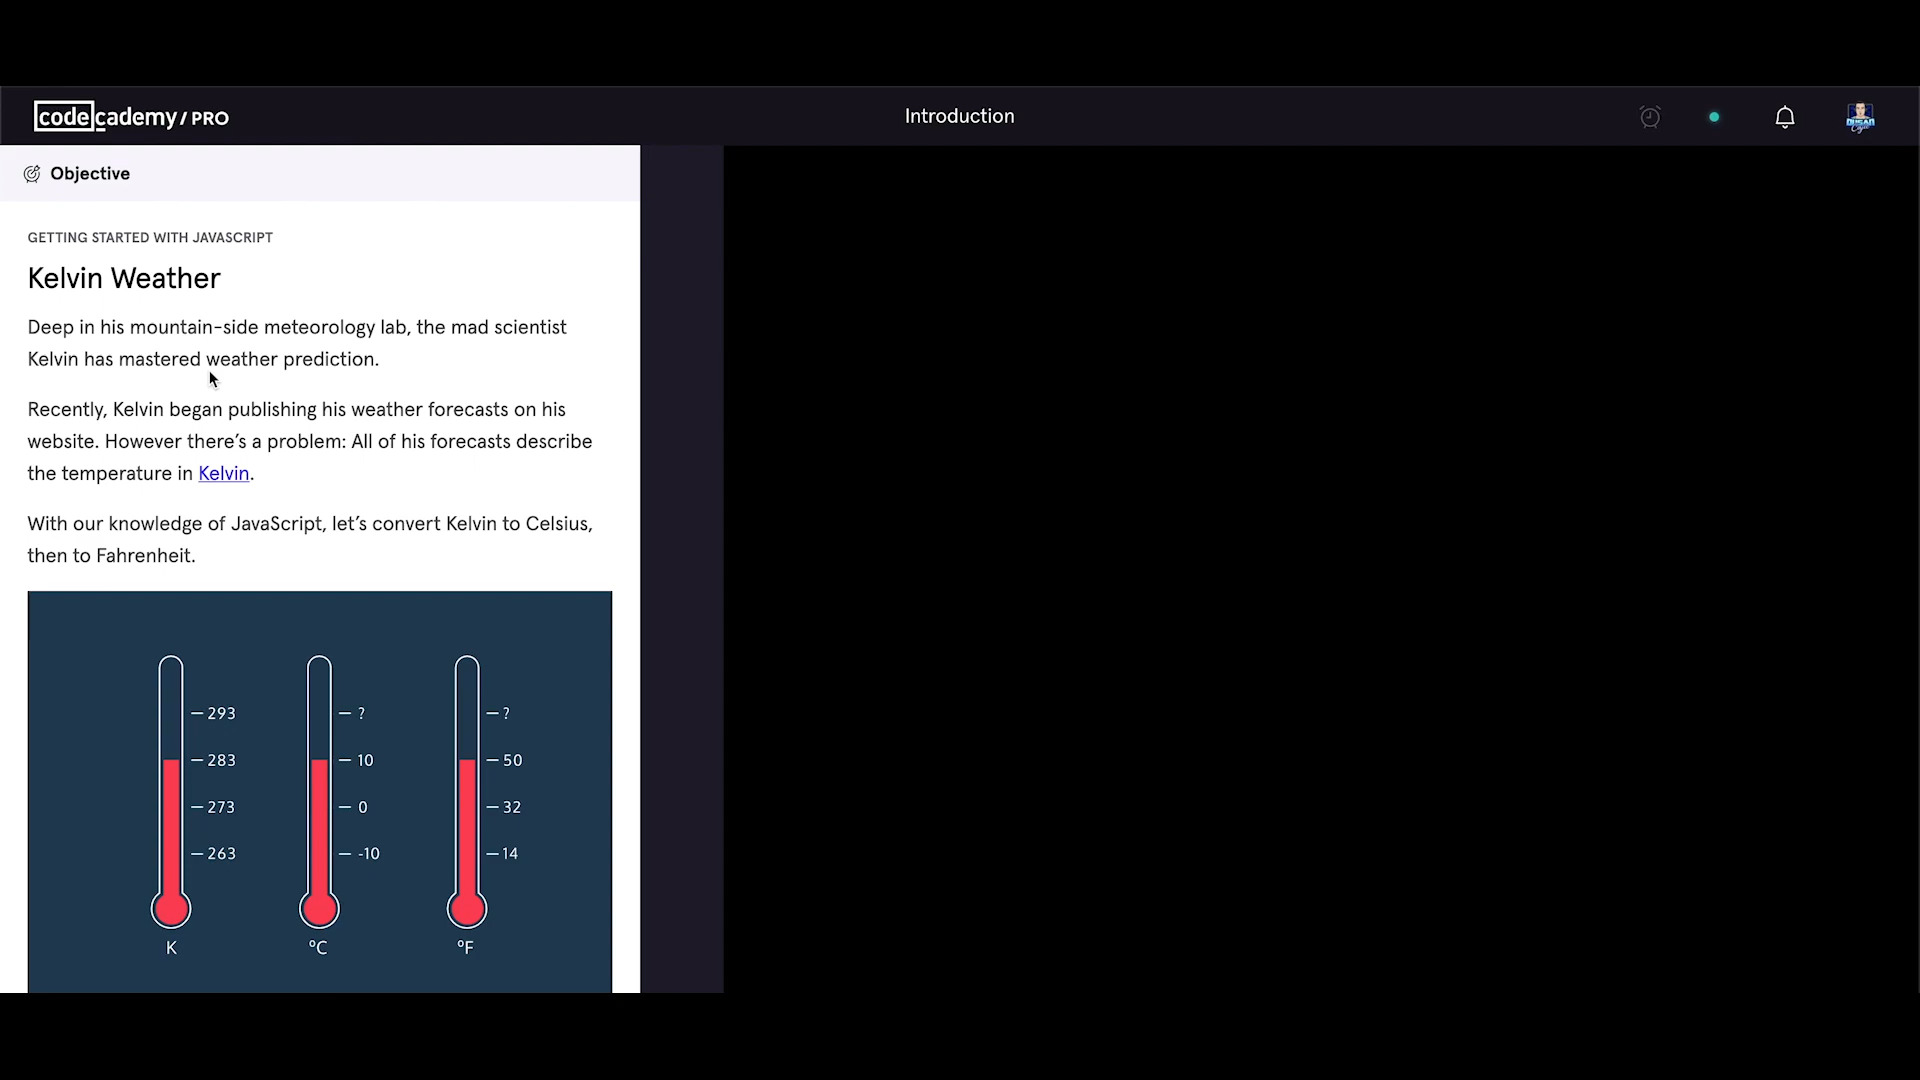 codecademy/PRO
Introduction
Objective
GETTING STARTED WITH JAVASCRIPT
Kelvin Weather
Deep in his mountain-side meteorology lab, the mad scientist
Kelvin has mastered weather prediction.
Recently, Kelvin began publishing his weather forecasts on his
website. However there’s a problem: All of his forecasts describe
the temperature in Kelvin.
With our knowledge of JavaScript, let’s convert Kelvin to Celsius,
then to Fahrenheit.
293 ? ?
283 10 50
273 0 32
263 -10 14
K ºC ºF